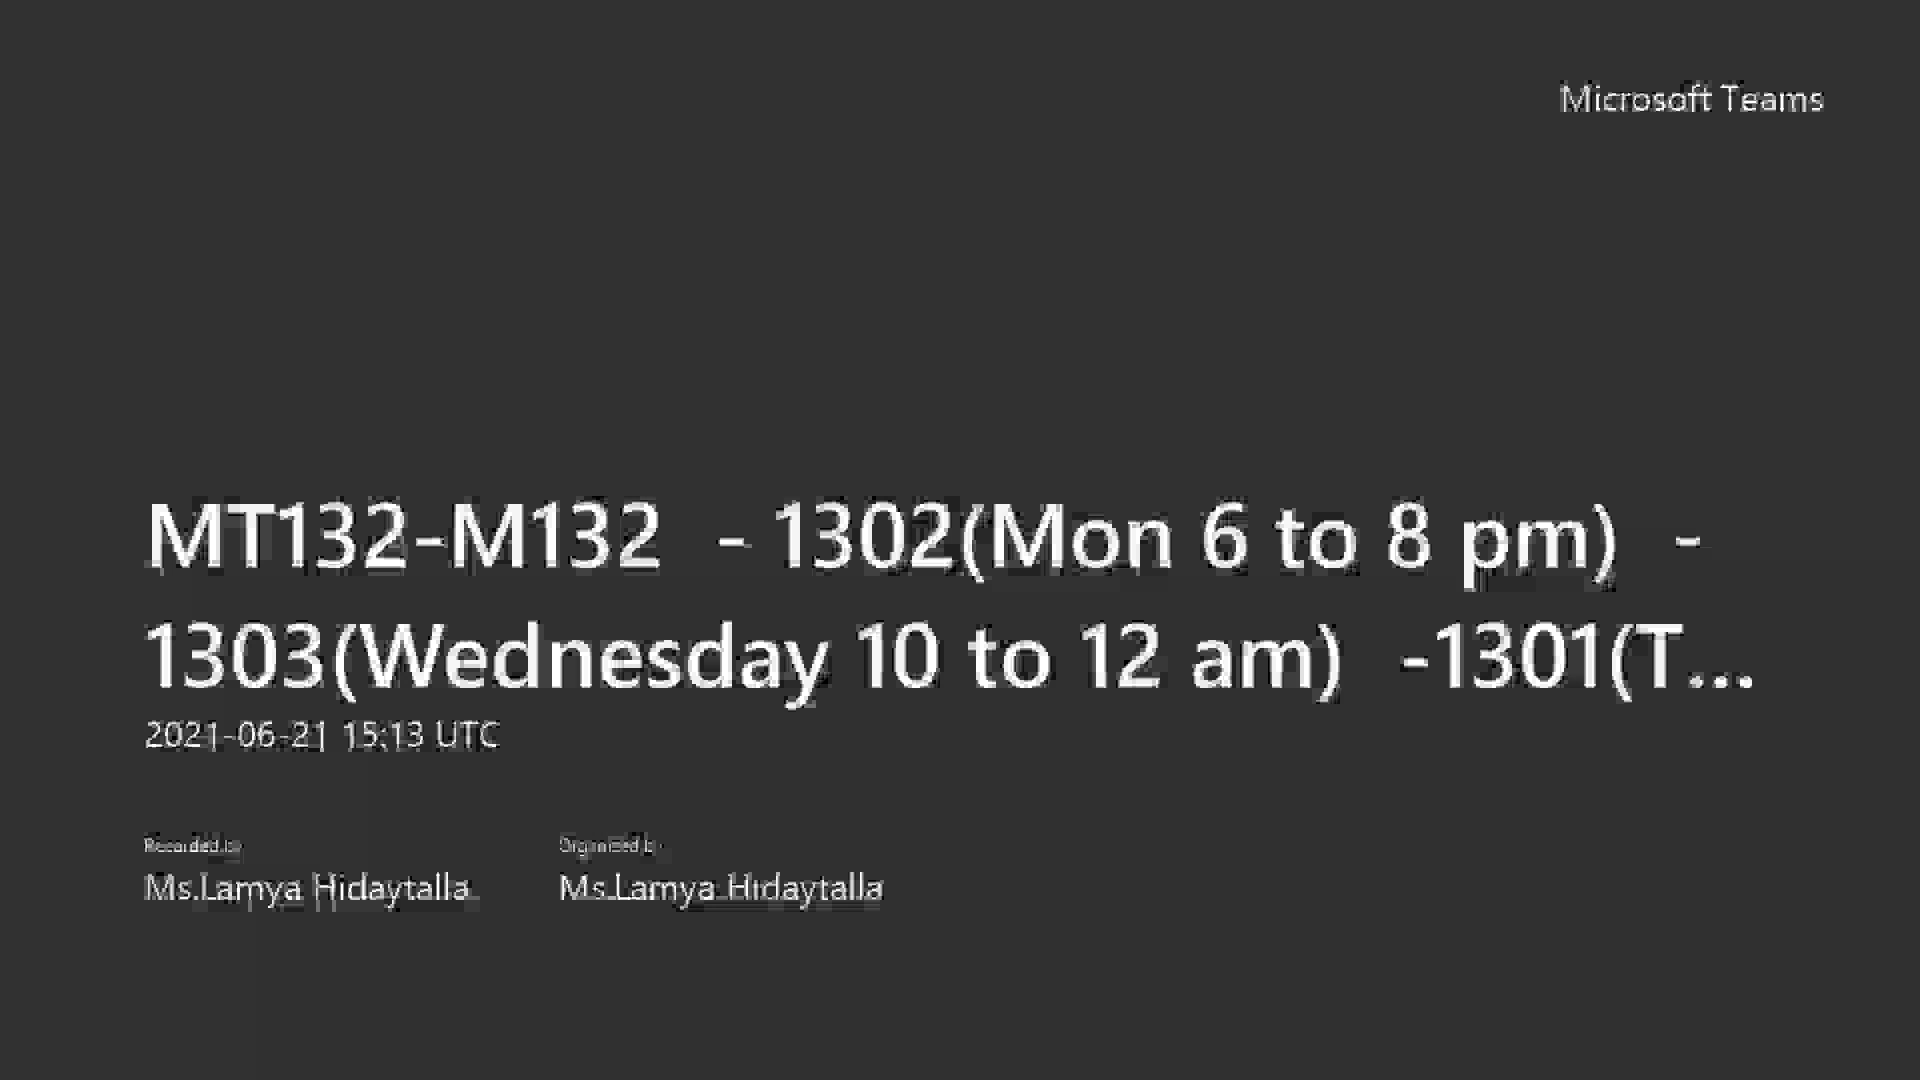 Microsoft Teams
MT132-M132 - 1302(Mon 6 to 8 pm) -
1303(Wednesday 10 to 12 am) -1301(T...
2021-06-21 15:13 UTC
Recorded by Organized by
Ms.Lamya Hidaytalla Ms.Lamya Hidaytalla